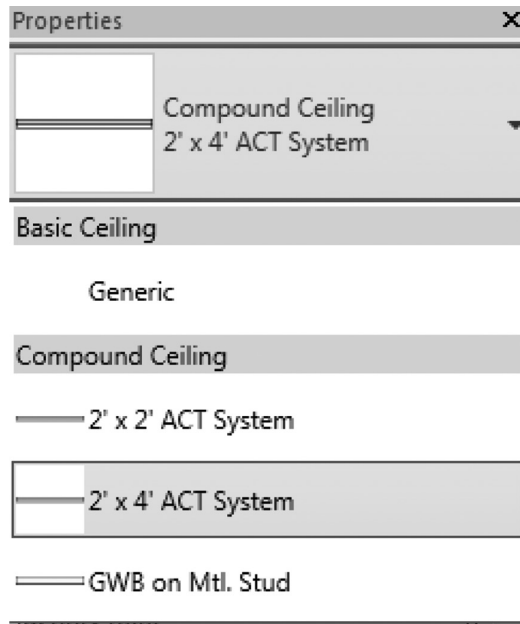 Properties
Compound Ceiling
2' x 4' ACT System
Basic Ceiling
Generic
Compound Ceiling
2' x 2' ACT System
2' x 4' ACT System
GWB on Mtl. Stud